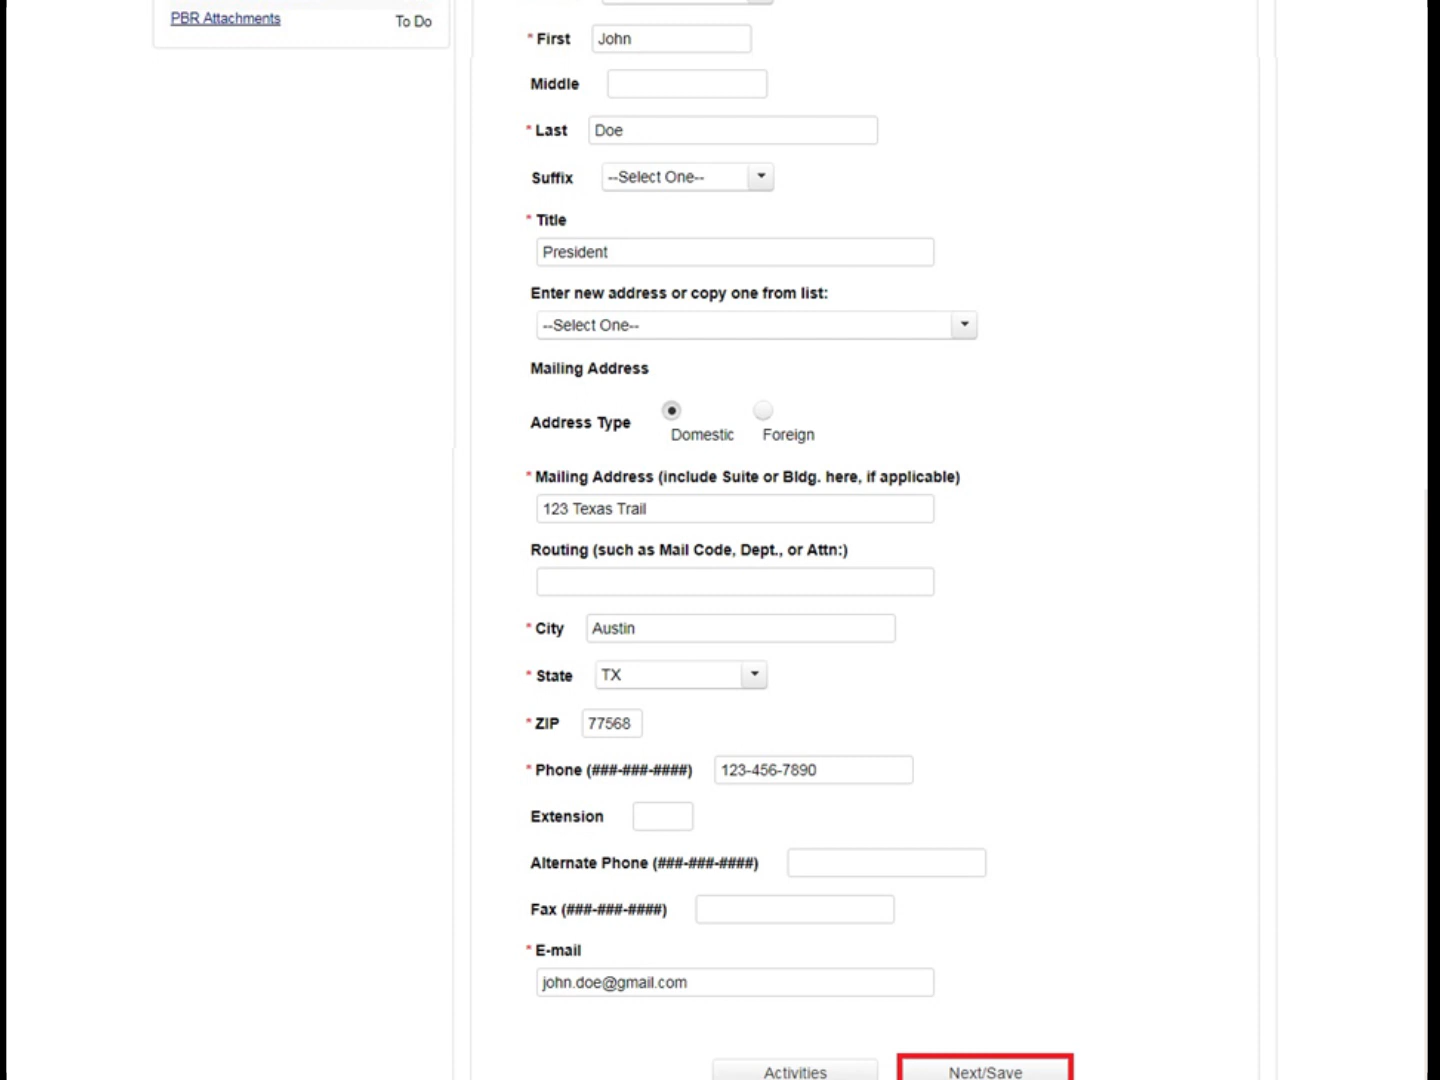 PBR Attachments To Do
* First John
Middle
* Last Doe
Suffix --Select One--
* Title
President
Enter new address or copy one from list:
--Select One--
Mailing Address
Address Type
Domestic Foreign
* Mailing Address (include Suite or Bldg. here, if applicable)
123 Texas Trail
Routing (such as Mail Code, Dept., or Attn:)
* City Austin
* State TX
* ZIP 77568
* Phone (###-###-####) 123-456-7890
Extension
Alternate Phone (###-###-####)
Fax (###-###-####)
* E-mail
john.doe@gmail.com
Activities Next/Save